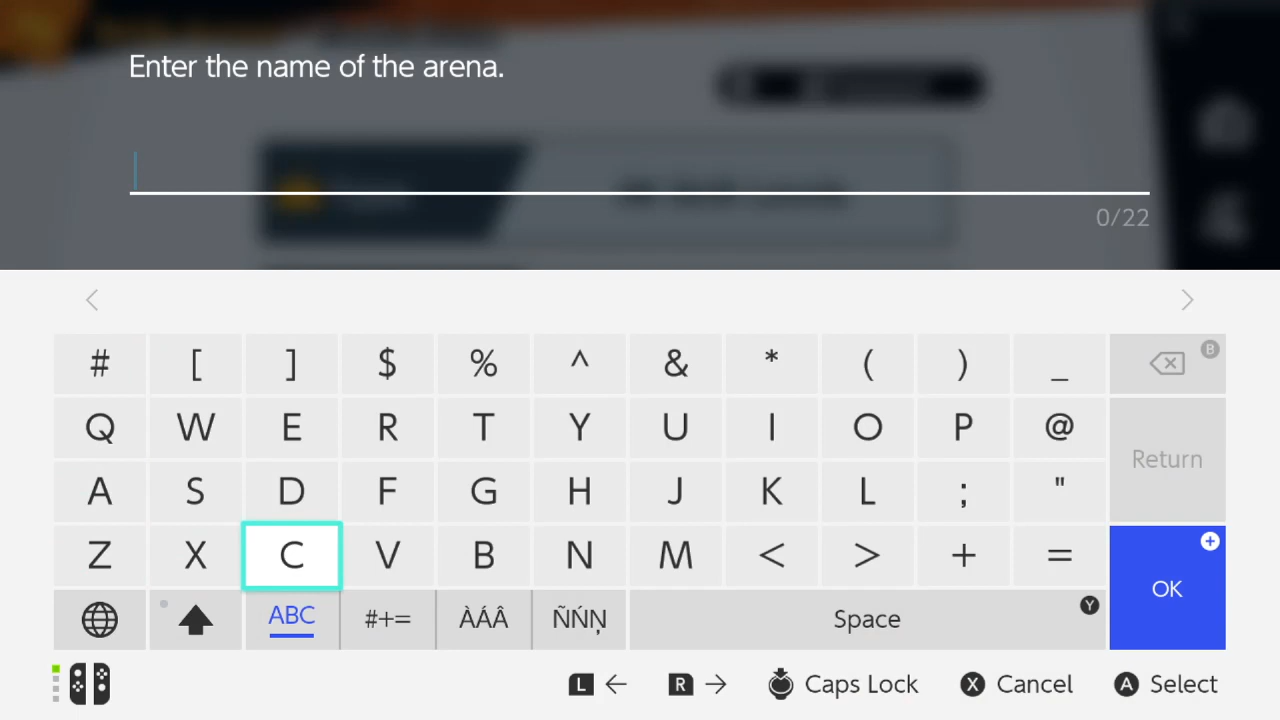 Enter the name of the arena.
0/22
# [ ] $ % ^ & * ( ) _ B
Q W E R T Y U I O P @ Return
A S D F G H J K L ; "
Z X C V B N M < > + = OK
ABC #+= ÀÁÂ ÑŃŅ Space Y
L ← R → Caps Lock X Cancel A Select